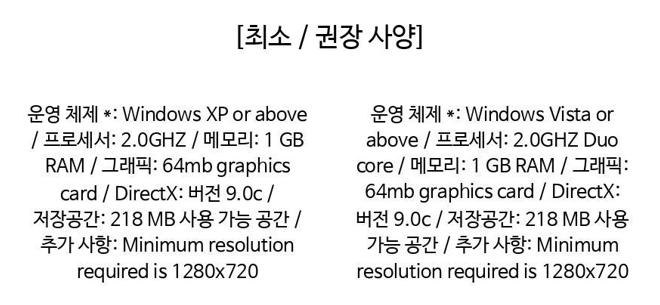 [최소 / 권장 사양]
운영 체제 *: Windows XP or above
/ 프로세서: 2.0GHZ / 메모리: 1 GB
RAM / 그래픽: 64mb graphics
card / DirectX: 버전 9.0c /
저장공간: 218 MB 사용 가능 공간 /
추가 사항: Minimum resolution
required is 1280x720
운영 체제 *: Windows Vista or
above / 프로세서: 2.0GHZ Duo
core / 메모리: 1 GB RAM / 그래픽:
64mb graphics card / DirectX:
버전 9.0c / 저장공간: 218 MB 사용
가능 공간 / 추가 사항: Minimum
resolution required is 1280x720